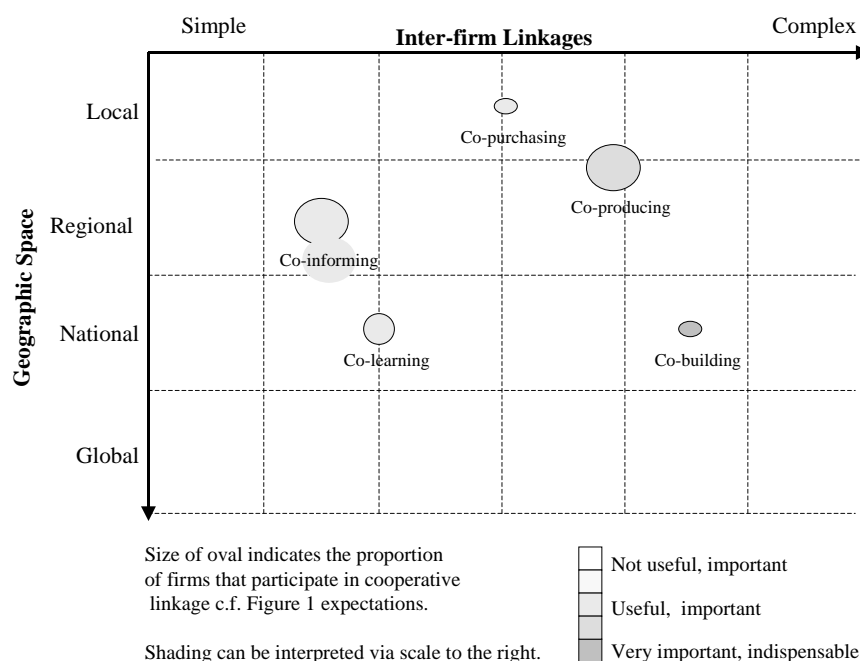 Simple
Inter-firm Linkages
Complex
Geographic Space
Local
Co-purchasing
Regional
Co-producing
Co-informing
National
Co-learning
Co-building
Global
Size of oval indicates the proportion
of firms that participate in cooperative
linkage c.f. Figure 1 expectations.
Shading can be interpreted via scale to the right.
Not useful, important
Useful, important
Very important, indispensable